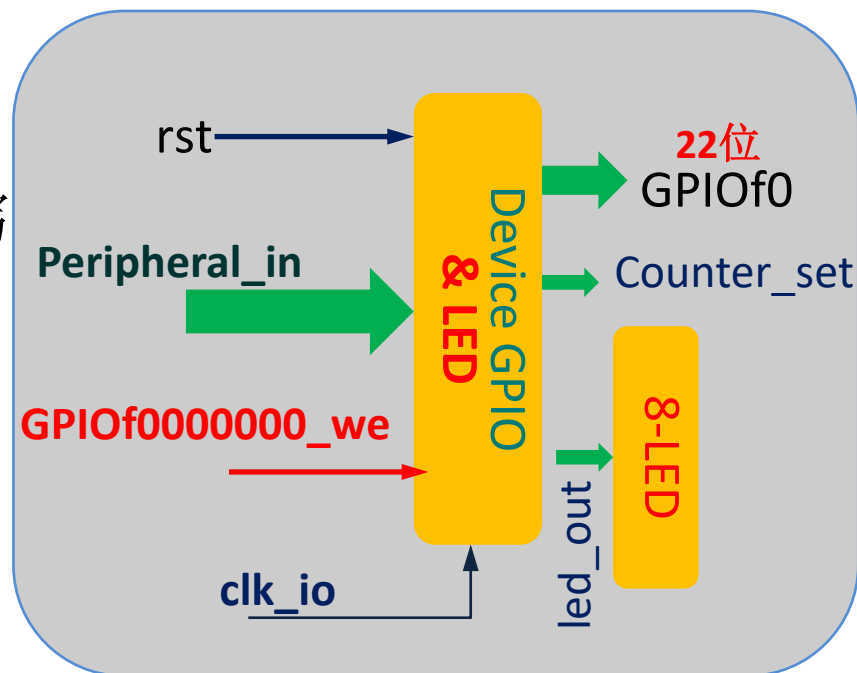 rst
22位
GPIOf0
Peripheral_in
Device GPIO
& LED
Counter_set
GPIOf0000000_we
8-LED
led_out
clk_io